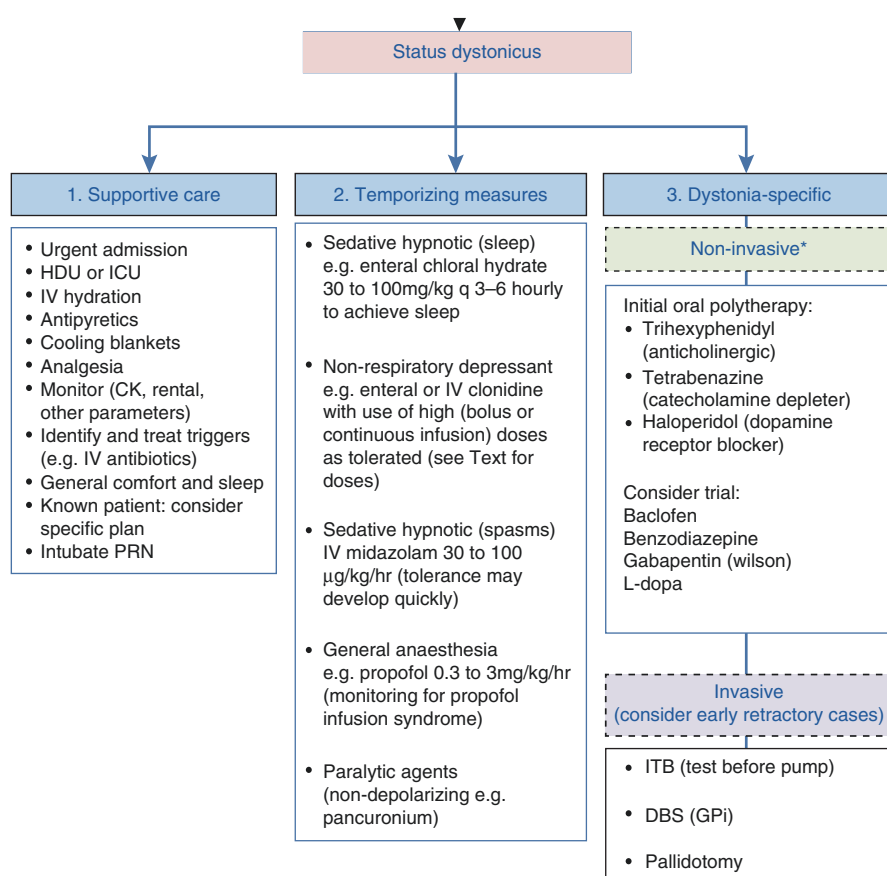 Status dystonicus
1. Supportive care
• Urgent admission
• HDU or ICU
• IV hydration
• Antipyretics
• Cooling blankets
• Analgesia
• Monitor (CK, rental,
other parameters)
• Identify and treat triggers
(e.g. IV antibiotics)
• General comfort and sleep
• Known patient: consider
specific plan
• Intubate PRN
2. Temporizing measures
• Sedative hypnotic (sleep)
e.g. enteral chloral hydrate
30 to 100mg/kg q 3–6 hourly
to achieve sleep
• Non-respiratory depressant
e.g. enteral or IV clonidine
with use of high (bolus or
continuous infusion) doses
as tolerated (see Text for
doses)
• Sedative hypnotic (spasms)
IV midazolam 30 to 100
μg/kg/hr (tolerance may
develop quickly)
• General anaesthesia
e.g. propofol 0.3 to 3mg/kg/hr
(monitoring for propofol
infusion syndrome)
• Paralytic agents
(non-depolarizing e.g.
pancuronium)
3. Dystonia-specific
Non-invasive*
Initial oral polytherapy:
• Trihexyphenidyl
(anticholinergic)
• Tetrabenazine
(catecholamine depleter)
• Haloperidol (dopamine
receptor blocker)
Consider trial:
Baclofen
Benzodiazepine
Gabapentin (wilson)
L-dopa
Invasive
(consider early retractory cases)
• ITB (test before pump)
• DBS (GPi)
• Pallidotomy